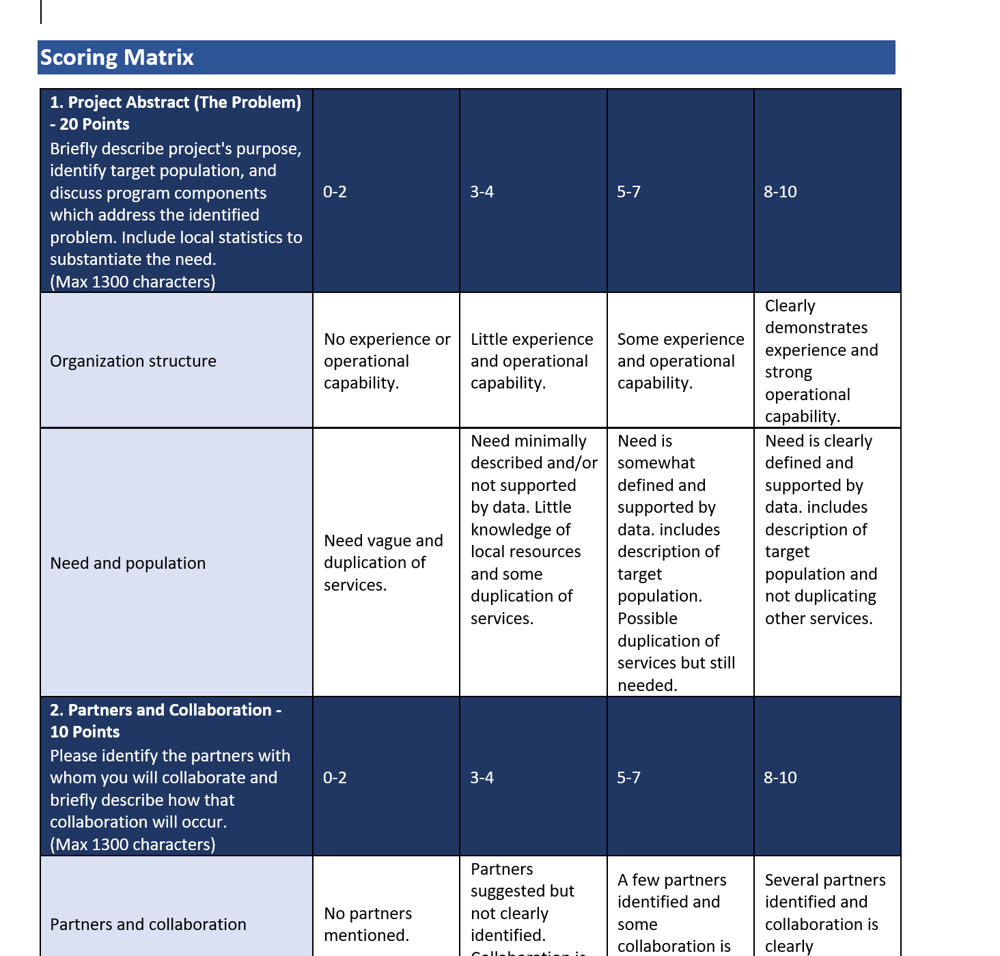 Scoring Matrix
1. Project Abstract (The Problem)
- 20 Points
Briefly describe project's purpose,
identify target population, and
discuss program components
which address the identified
problem. Include local statistics to
substantiate the need.
(Max 1300 characters)
0-2
3-4
5-7
8-10
Organization structure
No experience or
operational
capability.
Little experience
and operational
capability.
Some experience
and operational
capability.
Clearly
demonstrates
experience and
strong
operational
capability.
Need and population
Need vague and
duplication of
services.
Need minimally
described and/or
not supported
by data. Little
knowledge of
local resources
and some
duplication of
services.
Need is
somewhat
defined and
supported by
data. includes
description of
target
population.
Possible
duplication of
services but still
needed.
Need is clearly
defined and
supported by
data. includes
description of
target
population and
not duplicating
other services.
2. Partners and Collaboration -
10 Points
Please identify the partners with
whom you will collaborate and
briefly describe how that
collaboration will occur.
(Max 1300 characters)
0-2
3-4
5-7
8-10
Partners and collaboration
No partners
mentioned.
Partners
suggested but
not clearly
identified.
Collaboration is
A few partners
identified and
some
collaboration is
Several partners
identified and
collaboration is
clearly